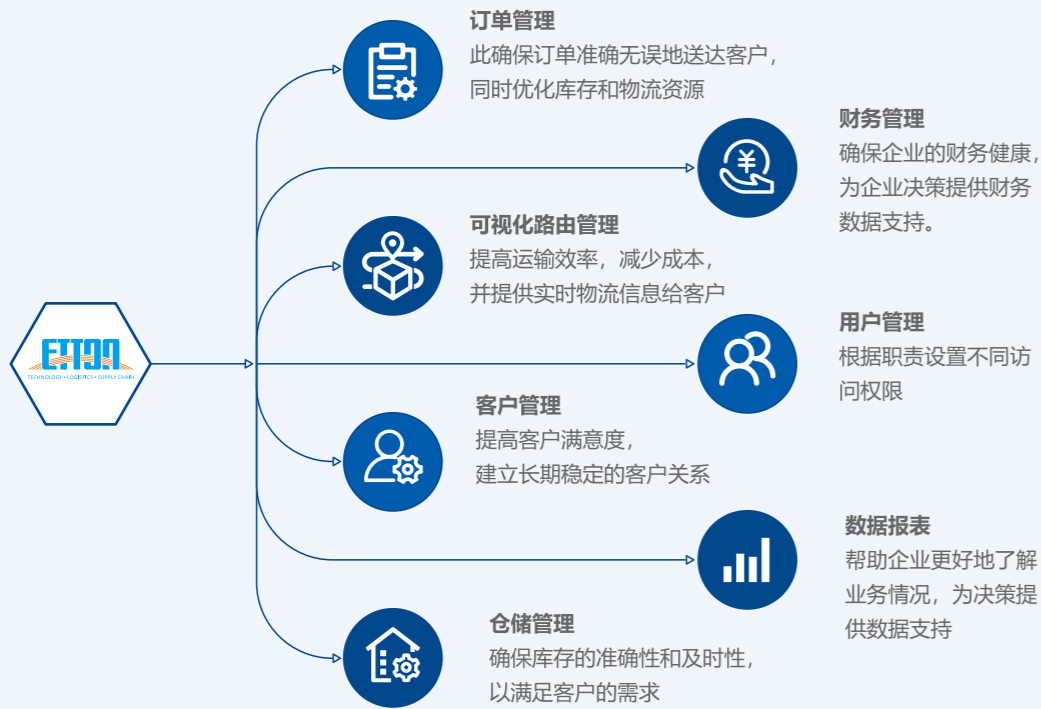 订单管理
此确保订单准确无误地送达客户，
同时优化库存和物流资源
财务管理
确保企业的财务健康，
为企业决策提供财务
数据支持。
可视化路由管理
提高运输效率，减少成本，
并提供实时物流信息给客户
ETTON
TECHNOLOGY • LOGISTICS • SUPPLY CHAIN
用户管理
根据职责设置不同访
问权限
客户管理
提高客户满意度，
建立长期稳定的客户关系
数据报表
帮助企业更好地了解
业务情况，为决策提
供数据支持
仓储管理
确保库存的准确性和及时性，
以满足客户的需求